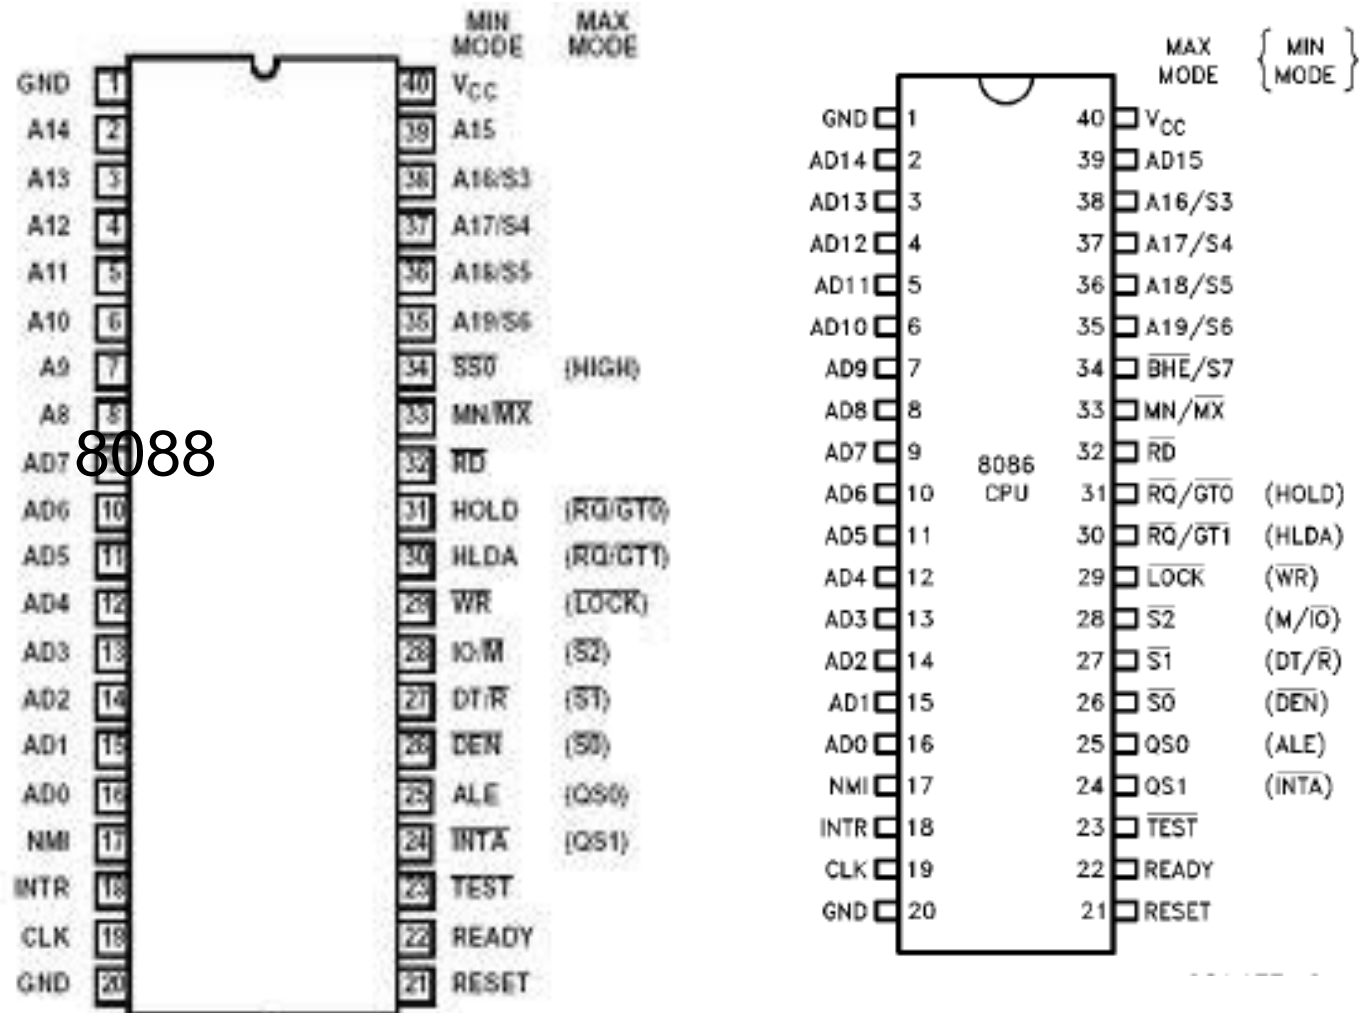 MIN MODE MAX MODE
GND 1 40 VCC
A14 2 39 A15
A13 3 38 A16/S3
A12 4 37 A17/S4
A11 5 36 A18/S5
A10 6 35 A19/S6
A9 7 34 SS0 (HIGH)
A8 8 33 MN/MX
8088
AD7 32 RD
AD6 10 31 HOLD (RQ/GT0)
AD5 11 30 HLDA (RQ/GT1)
AD4 12 29 WR (LOCK)
AD3 13 28 IO/M (S2)
AD2 14 27 DT/R (S1)
AD1 15 26 DEN (S0)
AD0 16 25 ALE (QS0)
NMI 17 24 INTA (QS1)
INTR 18 23 TEST
CLK 19 22 READY
GND 20 21 RESET
MAX MODE { MIN MODE }
GND 1 40 VCC
AD14 2 39 AD15
AD13 3 38 A16/S3
AD12 4 37 A17/S4
AD11 5 36 A18/S5
AD10 6 35 A19/S6
AD9 7 34 BHE/S7
AD8 8 33 MN/MX
AD7 9 32 RD
8086
CPU
AD6 10 31 RQ/GT0 (HOLD)
AD5 11 30 RQ/GT1 (HLDA)
AD4 12 29 LOCK (WR)
AD3 13 28 S2 (M/IO)
AD2 14 27 S1 (DT/R)
AD1 15 26 S0 (DEN)
AD0 16 25 QS0 (ALE)
NMI 17 24 QS1 (INTA)
INTR 18 23 TEST
CLK 19 22 READY
GND 20 21 RESET